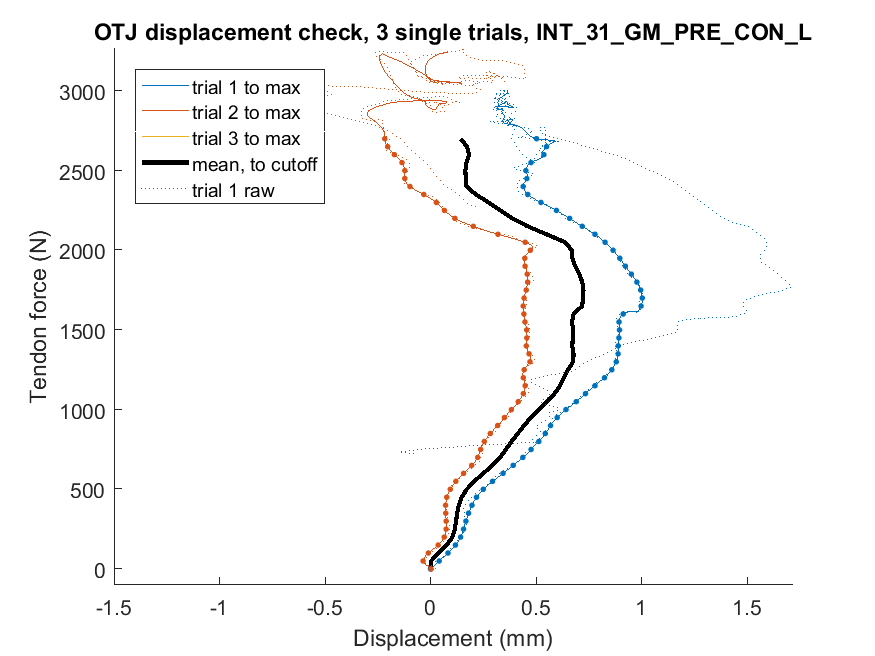 OTJ displacement check, 3 single trials, INT_31_GM_PRE_CON_L
trial 1 to max
trial 2 to max
trial 3 to max
mean, to cutoff
trial 1 raw
3000
2500
2000
1500
1000
500
0
Tendon force (N)
-1.5
-1
-0.5
0
0.5
1
1.5
Displacement (mm)